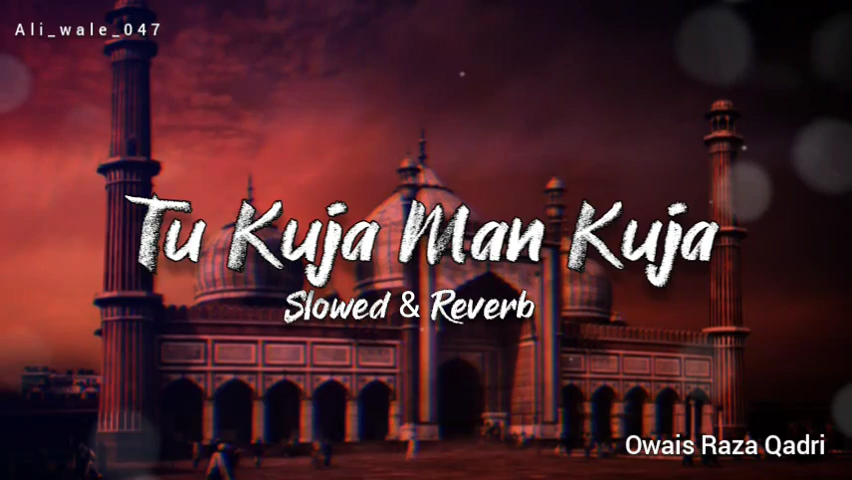 Ali_wale_047
Tu Kuja Man Kuja
Slowed & Reverb
Owais Raza Qadri